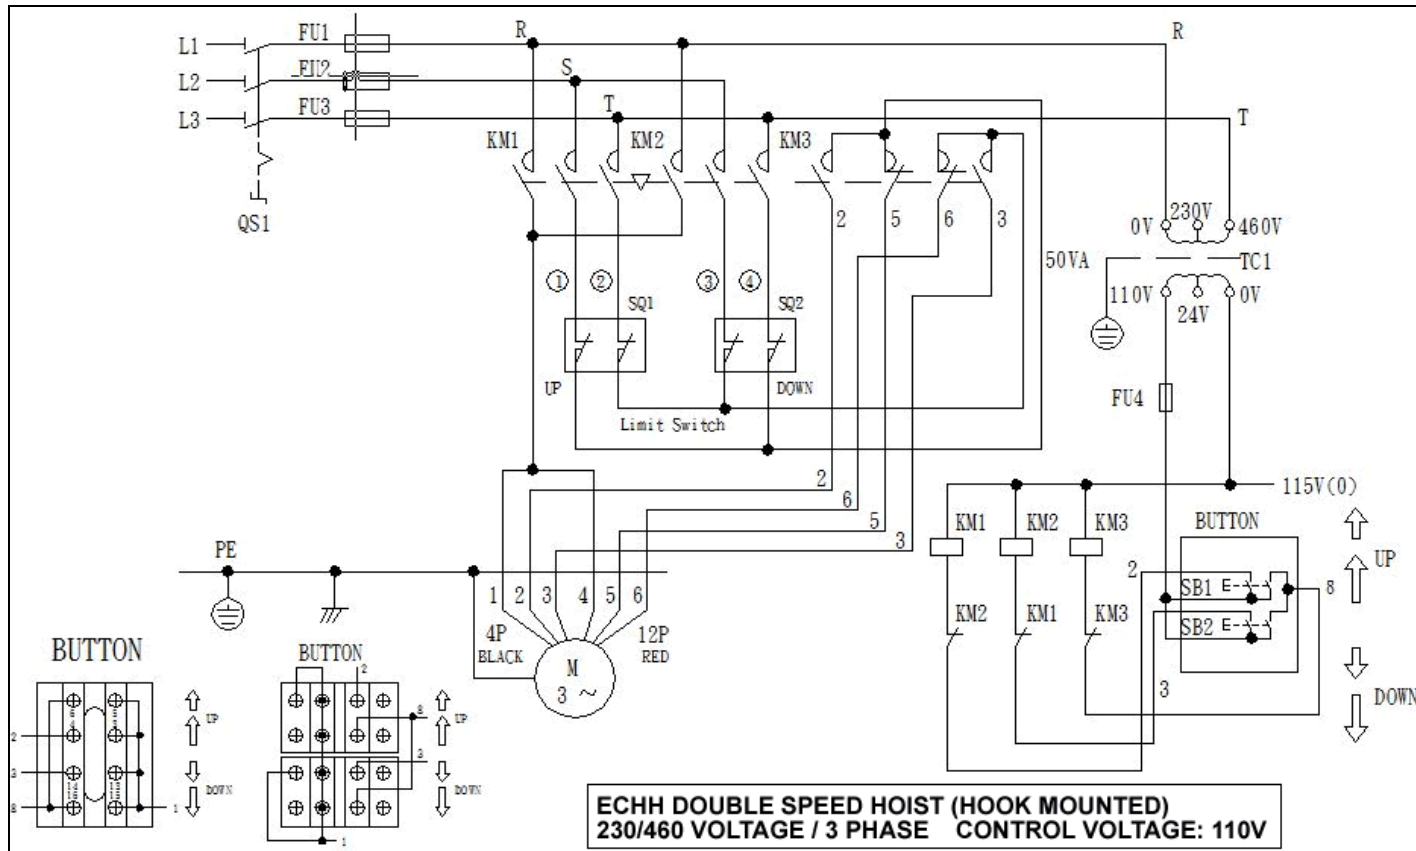 L1
FU1
R
R
L2
FU2
S
L3
FU3
T
T
KM1
KM2
KM3
QS1
2
5
6
3
0V
230V
460V
50VA
TC1
①
②
③
④
110V
24V
0V
SQ1
SQ2
UP
DOWN
FU4
Limit Switch
2
6
5
3
115V(0)
KM1
KM2
KM3
BUTTON
UP
PE
2
SB1
8
1
2
3
4
5
6
KM2
KM1
KM3
SB2
4P
BLACK
12P
RED
BUTTON
BUTTON
M
3 ~
3
DOWN
2
8
UP
UP
2
3
3
DOWN
DOWN
8
1
1
ECHH DOUBLE SPEED HOIST (HOOK MOUNTED)
230/460 VOLTAGE / 3 PHASE CONTROL VOLTAGE: 110V